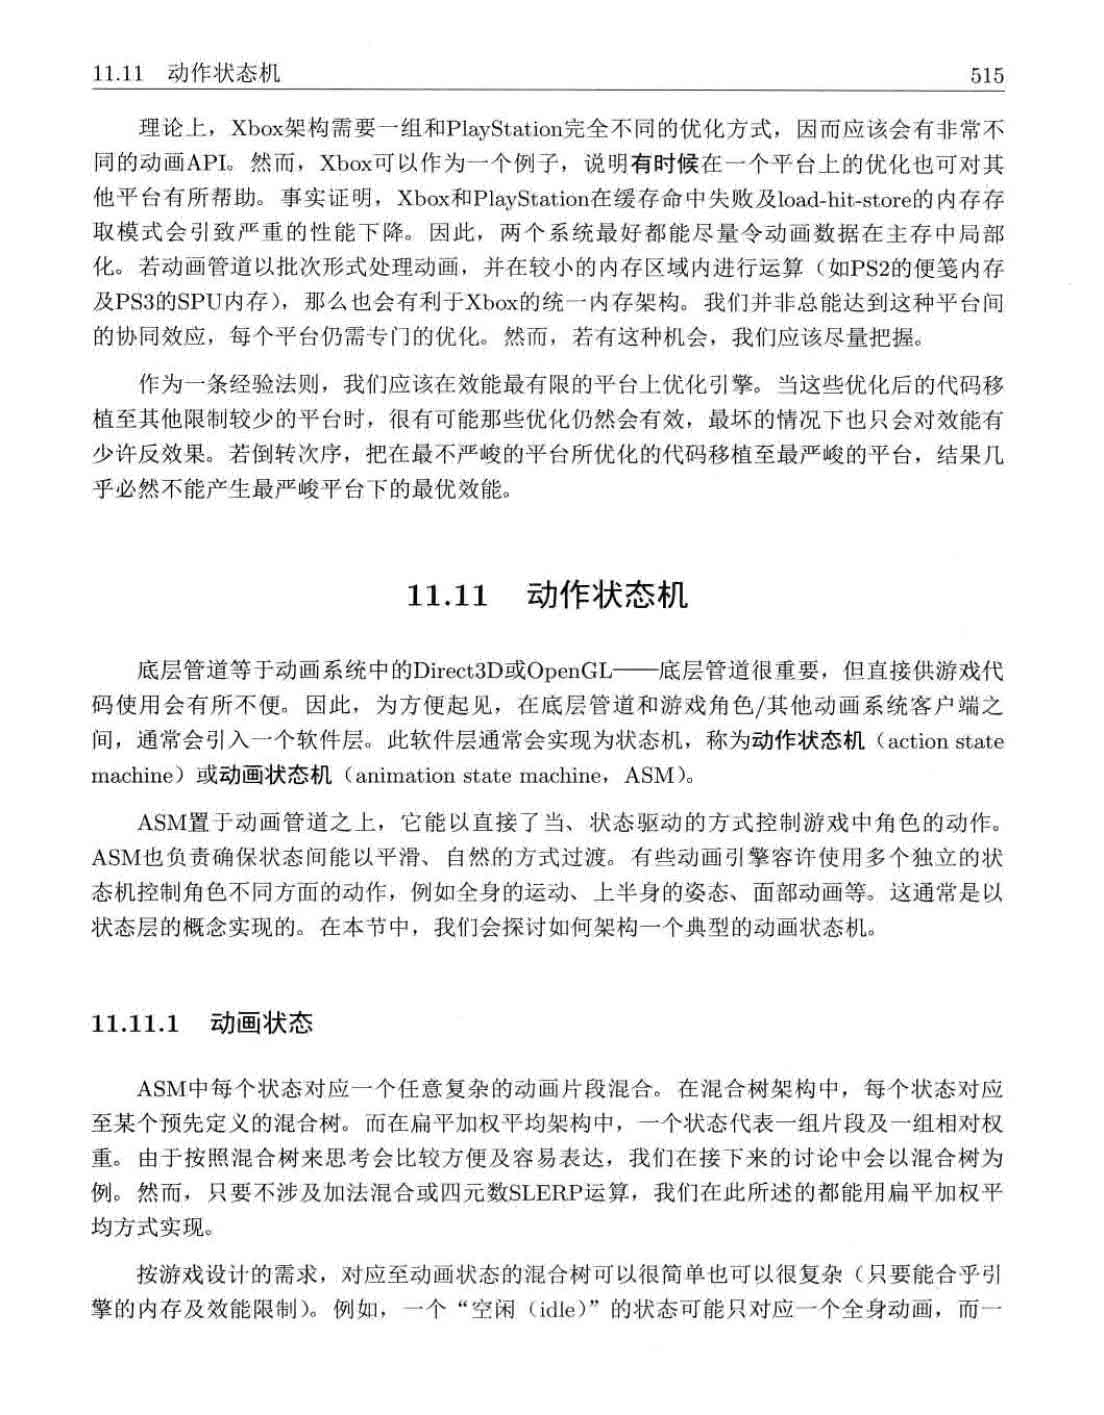 11.11 动作状态机 515
理论上，Xbox架构需要一组和PlayStation完全不同的优化方式，因而应该会有非常不
同的动画API。然而，Xbox可以作为一个例子，说明有时候在一个平台上的优化也可对其
他平台有所帮助。事实证明，Xbox和PlayStation在缓存命中失败及load-hit-store的内存存
取模式会引致严重的性能下降。因此，两个系统最好都能尽量令动画数据在主存中局部
化。若动画管道以批次形式处理动画，并在较小的内存区域内进行运算（如PS2的便笺内存
及PS3的SPU内存），那么也会有利于Xbox的统一内存架构。我们并非总能达到这种平台间
的协同效应，每个平台仍需专门的优化。然而，若有这种机会，我们应该尽量把握。
作为一条经验法则，我们应该在效能最有限的平台上优化引擎。当这些优化后的代码移
植至其他限制较少的平台时，很有可能那些优化仍然会有效，最坏的情况下也只会对效能有
少许反效果。若倒转次序，把在最不严峻的平台所优化的代码移植至最严峻的平台，结果几
乎必然不能产生最严峻平台下的最优效能。
11.11 动作状态机
底层管道等于动画系统中的Direct3D或OpenGL——底层管道很重要，但直接供游戏代
码使用会有所不便。因此，为方便起见，在底层管道和游戏角色/其他动画系统客户端之
间，通常会引入一个软件层。此软件层通常会实现为状态机，称为动作状态机（action state
machine）或动画状态机（animation state machine，ASM）。
ASM置于动画管道之上，它能以直接了当、状态驱动的方式控制游戏中角色的动作。
ASM也负责确保状态间能以平滑、自然的方式过渡。有些动画引擎容许使用多个独立的状
态机控制角色不同方面的动作，例如全身的运动、上半身的姿态、面部动画等。这通常是以
状态层的概念实现的。在本节中，我们会探讨如何架构一个典型的动画状态机。
11.11.1 动画状态
ASM中每个状态对应一个任意复杂的动画片段混合。在混合树架构中，每个状态对应
至某个预先定义的混合树。而在扁平加权平均架构中，一个状态代表一组片段及一组相对权
重。由于按照混合树来思考会比较方便及容易表达，我们在接下来的讨论中会以混合树为
例。然而，只要不涉及加法混合或四元数SLERP运算，我们在此所述的都能用扁平加权平
均方式实现。
按游戏设计的需求，对应至动画状态的混合树可以很简单也可以很复杂（只要能合乎引
擎的内存及效能限制）。例如，一个“空闲（idle）”的状态可能只对应一个全身动画，而一